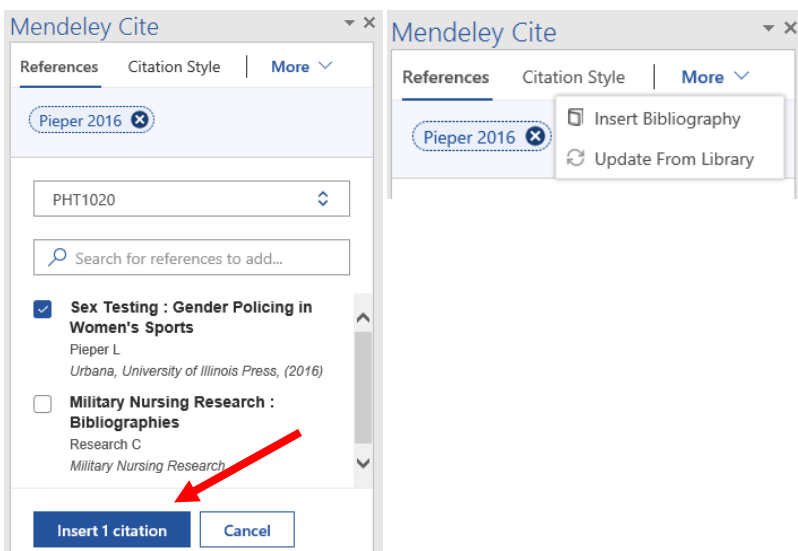 Mendeley Cite
References Citation Style More
Pieper 2016
PHT1020
Search for references to add...
Sex Testing : Gender Policing in
Women's Sports
Pieper L
Urbana, University of Illinois Press, (2016)
Military Nursing Research :
Bibliographies
Research C
Military Nursing Research
Insert 1 citation Cancel
Mendeley Cite
References Citation Style More
Pieper 2016
Insert Bibliography
Update From Library